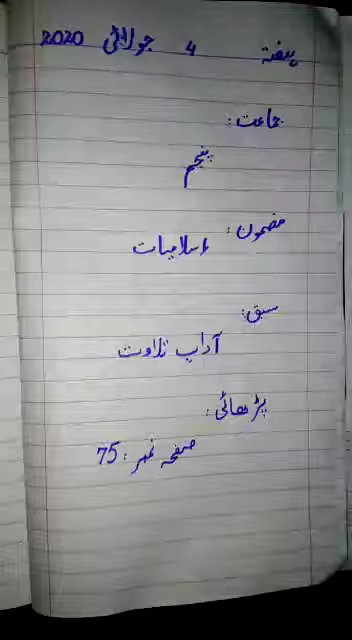 ہفتہ 4 جولائی 2020
جماعت:
پنجم
مضمون:
اسلامیات
سبق:
آداب تلاوت
پڑھائی:
صفحہ نمبر: 75